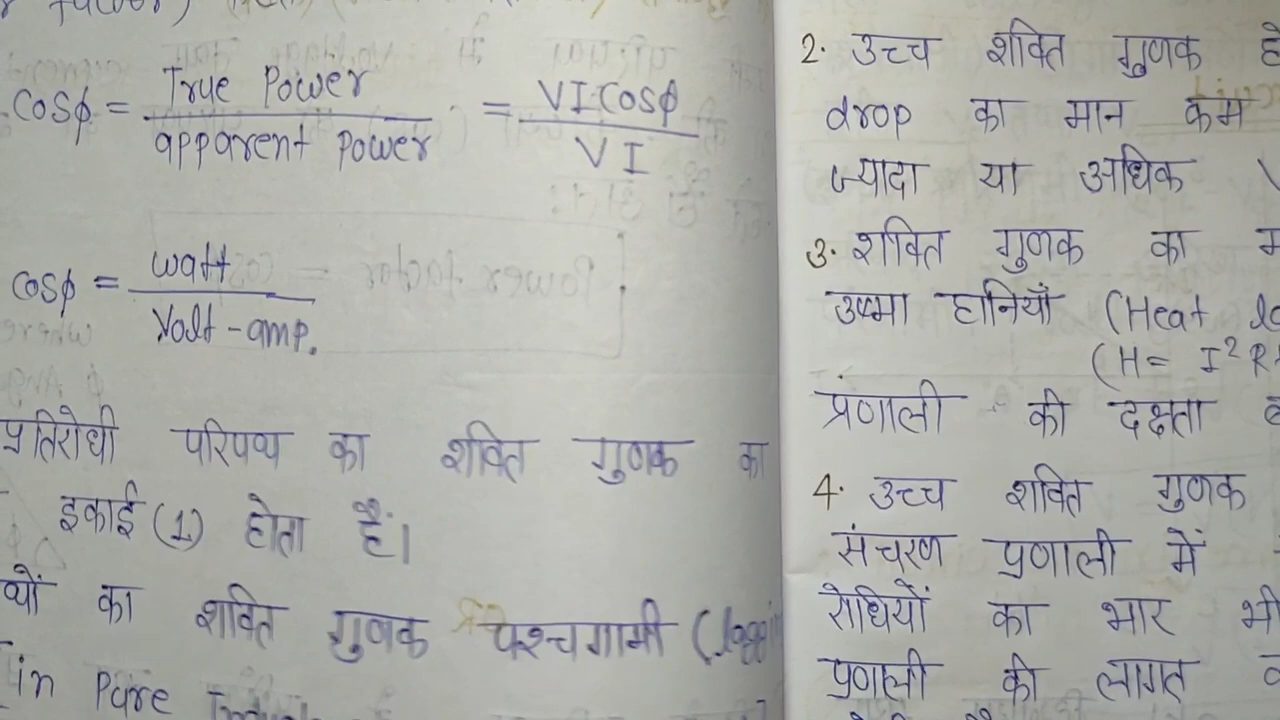 cosφ = True Power / apparent Power = VI cosφ / VI
cosφ = watt / Volt-amp.
प्रतिरोधी परिपथ का शक्ति गुणक का
इकाई (1) होता हैं।
का शक्ति गुणक पश्चगामी
in Pure
2. उच्च शक्ति गुणक
drop का मान कम
ज्यादा या अधिक
3. शक्ति गुणक का
उष्मा हानियाँ (Heat
(H = I²R
प्रणाली की दक्षता
4. उच्च शक्ति गुणक
संचरण प्रणाली में
रोधियों का भार भी
प्रणाली की लागत